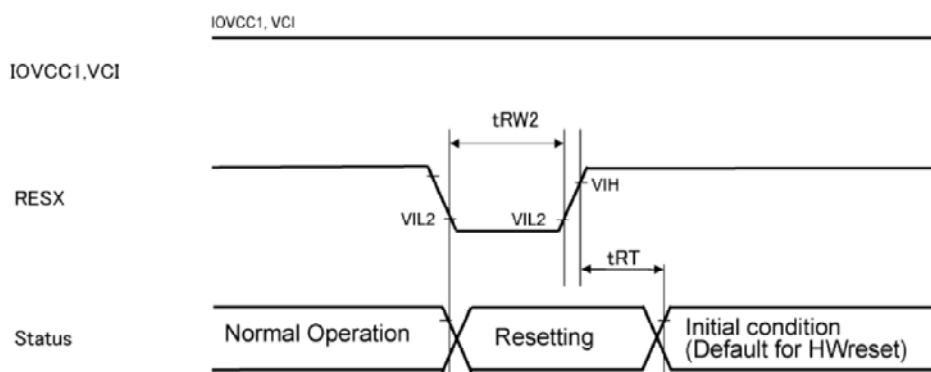 IOVCC1, VCI
IOVCC1,VCI
tRW2
RESX
VIH
VIL2
VIL2
tRT
Status
Normal Operation
Resetting
Initial condition
(Default for HWreset)